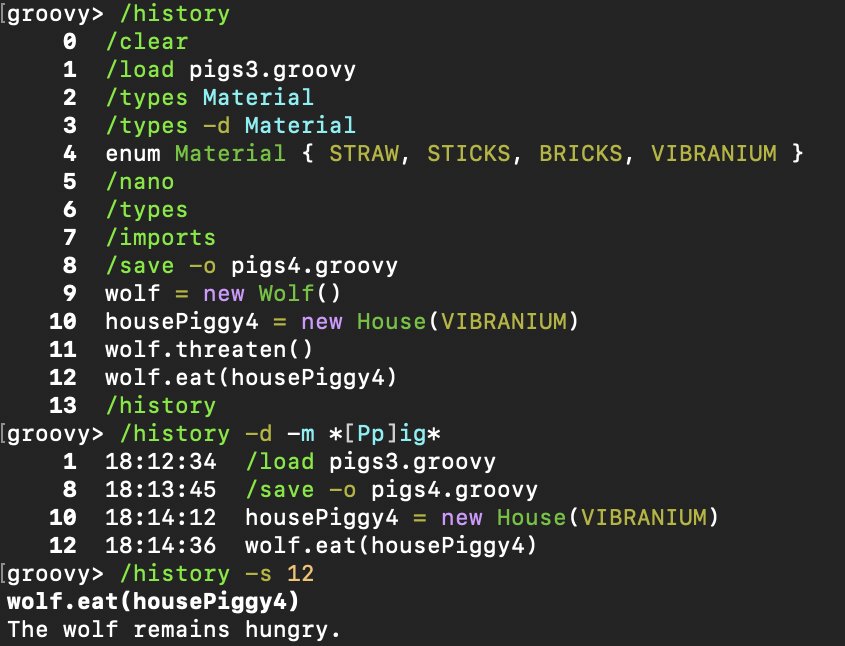 [groovy> /history
0 /clear
1 /load pigs3.groovy
2 /types Material
3 /types -d Material
4 enum Material { STRAW, STICKS, BRICKS, VIBRANIUM }
5 /nano
6 /types
7 /imports
8 /save -o pigs4.groovy
9 wolf = new Wolf()
10 housePiggy4 = new House(VIBRANIUM)
11 wolf.threaten()
12 wolf.eat(housePiggy4)
13 /history
[groovy> /history -d -m *[Pp]ig*
1 18:12:34 /load pigs3.groovy
8 18:13:45 /save -o pigs4.groovy
10 18:14:12 housePiggy4 = new House(VIBRANIUM)
12 18:14:36 wolf.eat(housePiggy4)
[groovy> /history -s 12
wolf.eat(housePiggy4)
The wolf remains hungry.